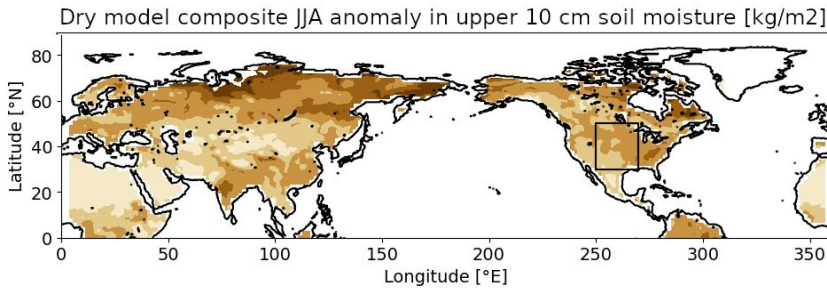 Dry model composite JJA anomaly in upper 10 cm soil moisture [kg/m2]
Latitude [°N]
80
60
40
20
0
0 50 100 150 200 250 300 350
Longitude [°E]